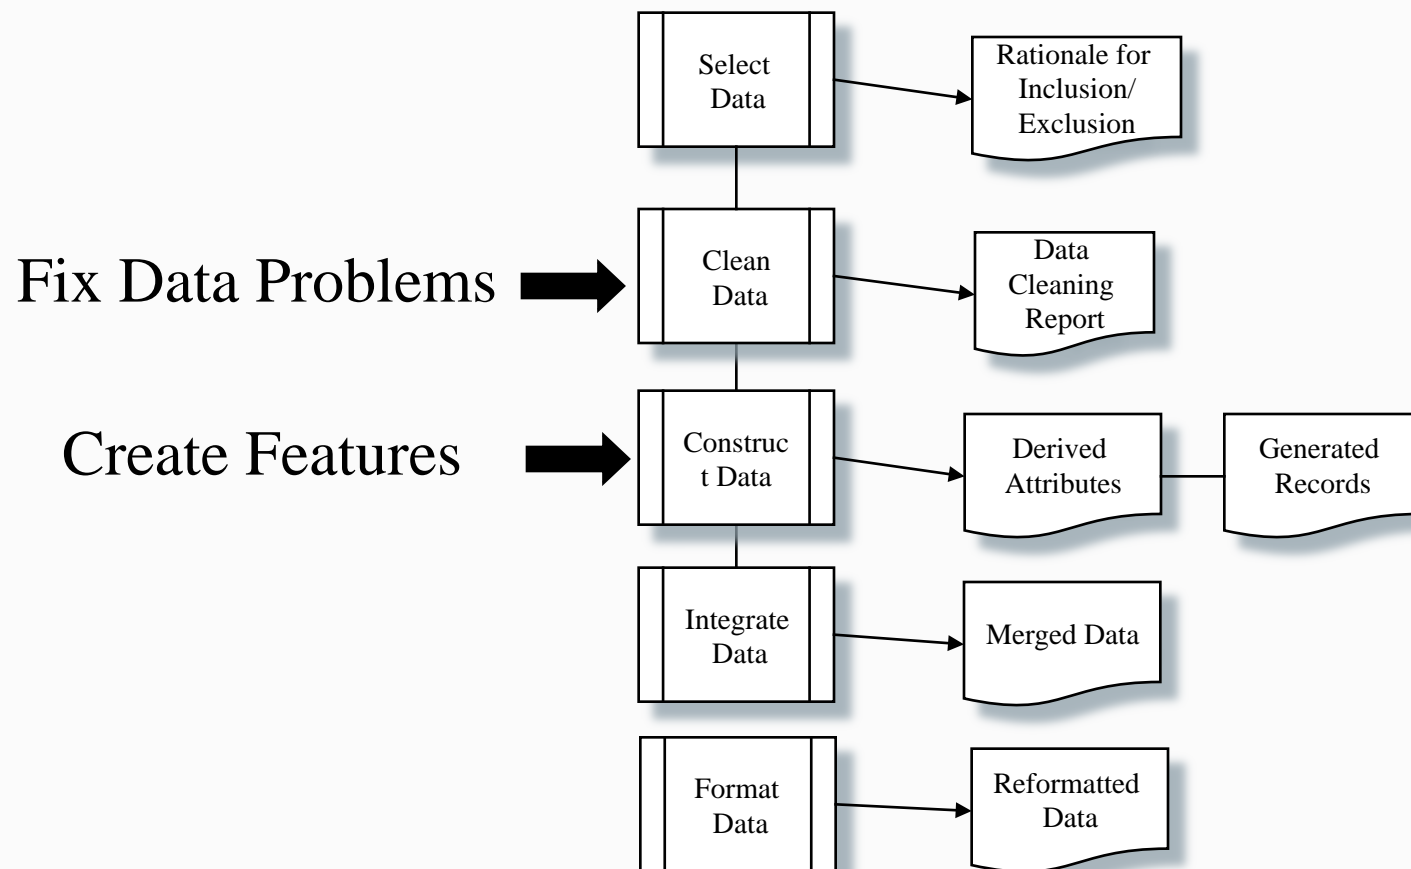 Select
Data
Rationale for
Inclusion/
Exclusion
Fix Data Problems
Clean
Data
Data
Cleaning
Report
Create Features
Construc
t Data
Derived
Attributes
Generated
Records
Integrate
Data
Merged Data
Format
Data
Reformatted
Data